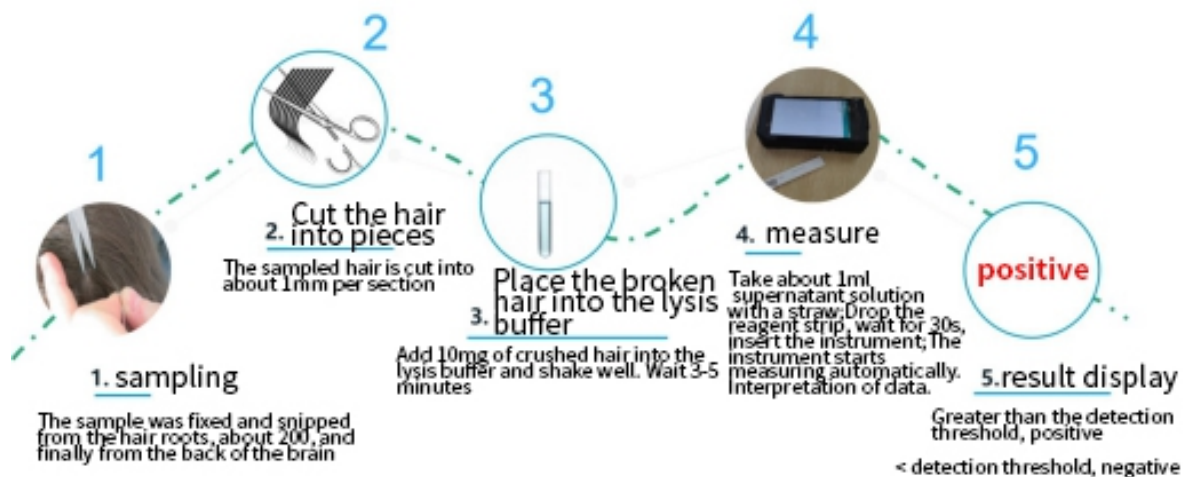 1
2
3
4
5
1. sampling
The sample was fixed and snipped
from the hair roots, about 200, and
finally from the back of the brain
2. Cut the hair
into pieces
The sampled hair is cut into
about 1mm per section
3. Place the broken
hair into the lysis
buffer
Add 10mg of crushed hair into the
lysis buffer and shake well. Wait 3-5
minutes
4. measure
Take about 1ml
supernatant solution
with a straw;Drop the
reagent strip, wait for 30s,
insert the instrument;The
instrument starts
measuring automatically.
Interpretation of data.
positive
5.result display
Greater than the detection
threshold, positive
< detection threshold, negative